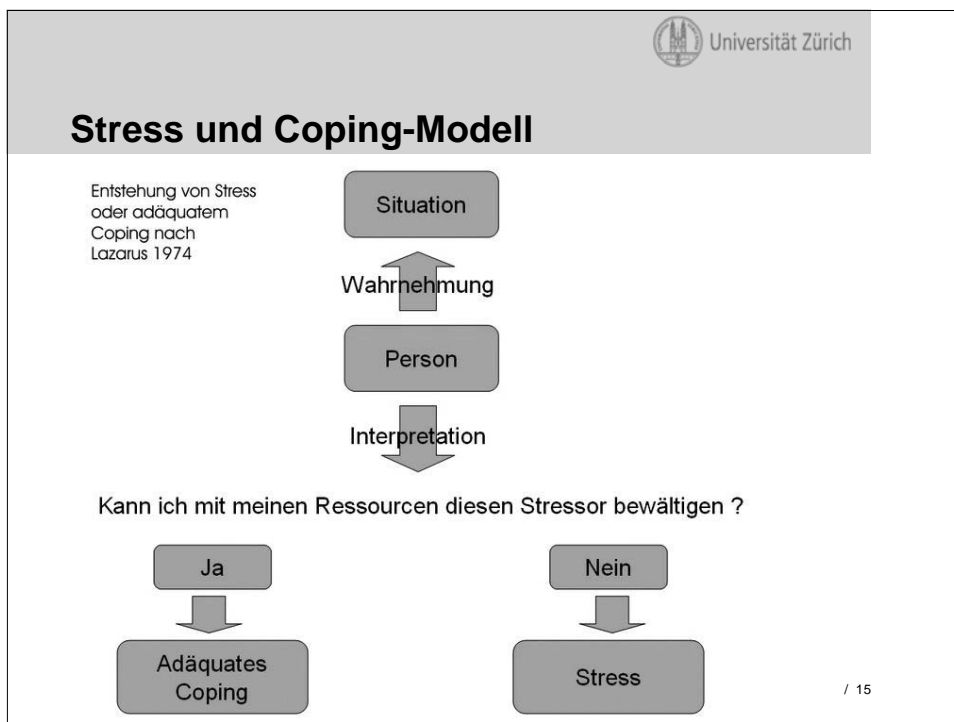 Universität Zürich
Stress und Coping-Modell
Entstehung von Stress
oder adäquatem
Coping nach
Lazarus 1974
Situation
Wahrnehmung
Person
Interpretation
Kann ich mit meinen Ressourcen diesen Stressor bewältigen ?
Ja
Nein
Adäquates
Coping
Stress
/ 15